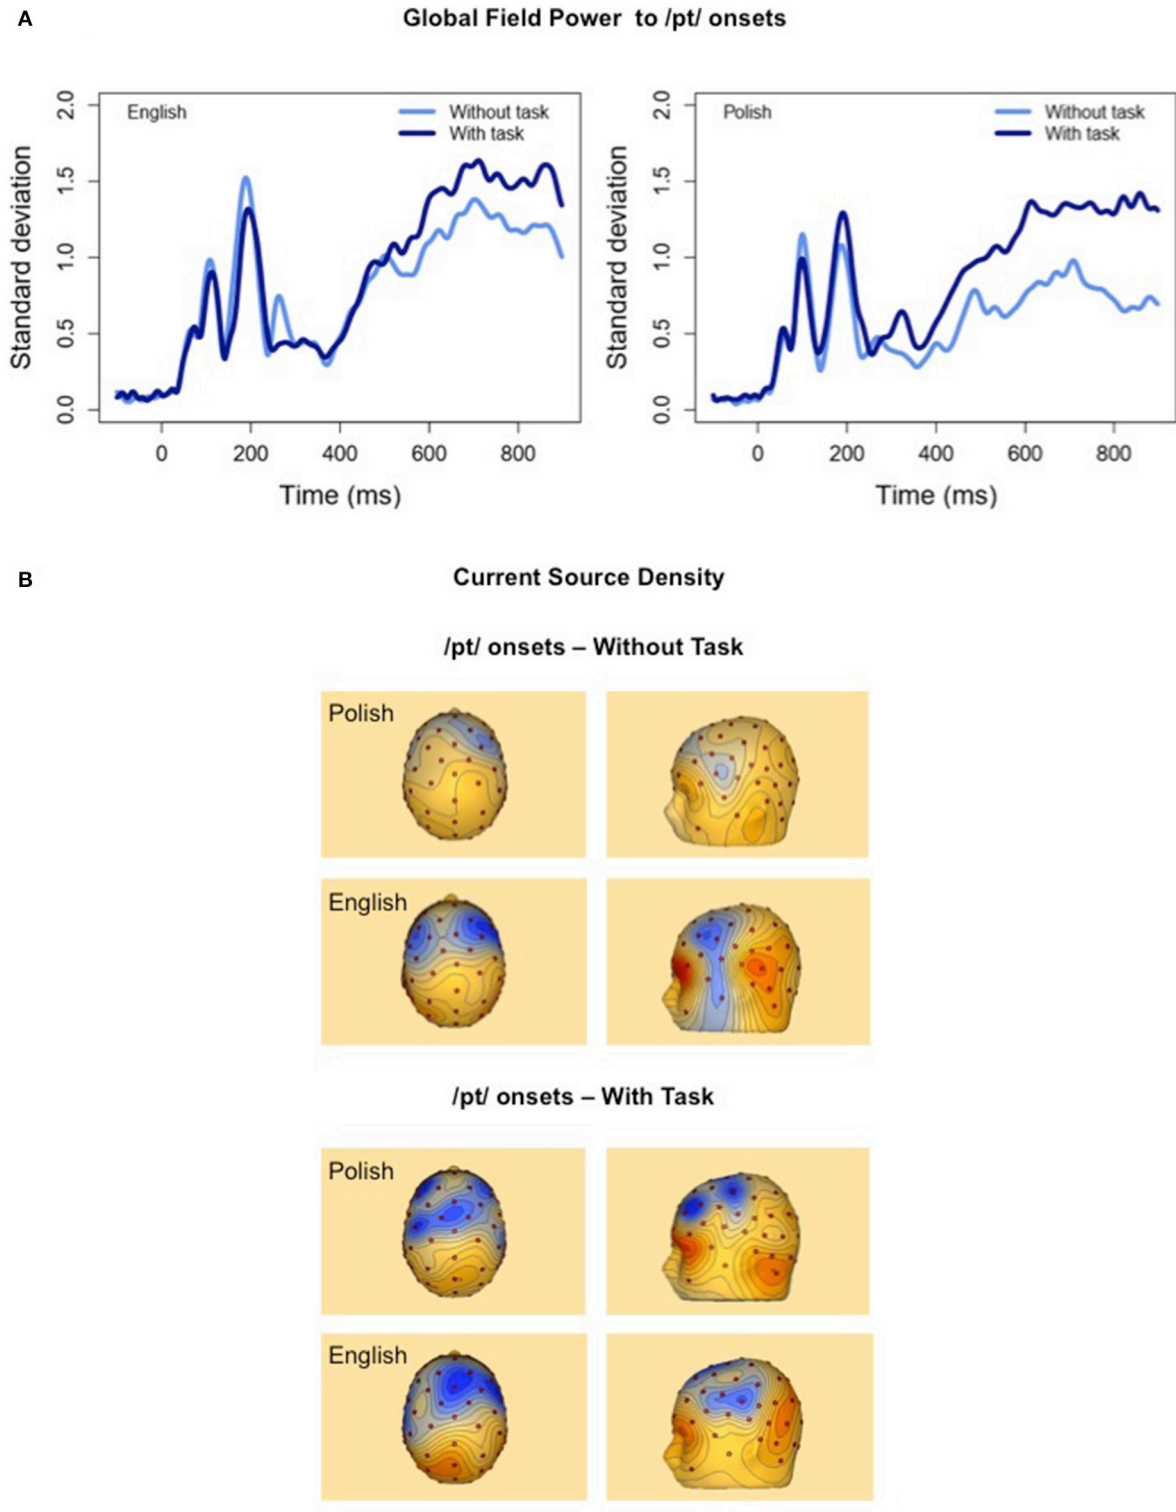 A
Global Field Power to /pt/ onsets
English
Without task
With task
Standard deviation
2.0
1.5
1.0
0.5
0.0
0 200 400 600 800
Time (ms)
Polish
Without task
With task
Standard deviation
2.0
1.5
1.0
0.5
0.0
0 200 400 600 800
Time (ms)
B
Current Source Density
/pt/ onsets – Without Task
Polish
English
/pt/ onsets – With Task
Polish
English